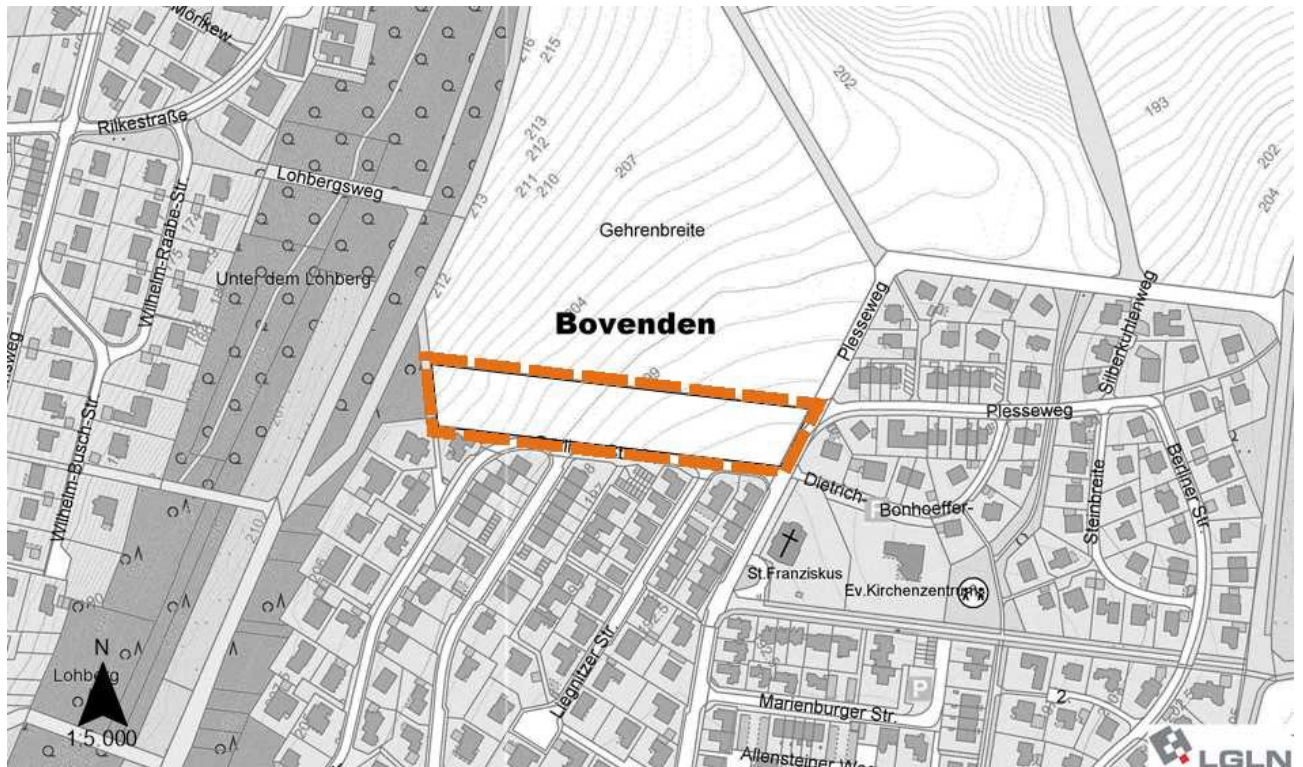 Mörikew.
Rilkestraße
Lohbergsweg
Wilhelm-Raabe-Str.
Unter dem Lohberg
Wilhelm-Busch-Str.
216
215
213
212
211
210
213
212
207
204
202
193
202
204
Gehrenbreite
Bovenden
Plesseweg
Silberkuhlenweg
Plesseweg
Dietrich-
Bonhoeffer-
Steinbreite
Berliner Str.
St.Franziskus
Ev.Kirchenzentrum
Liegnitzer Str.
Marienburger Str.
P
2.
210
Lohberg
N
1:5.000
LGLN